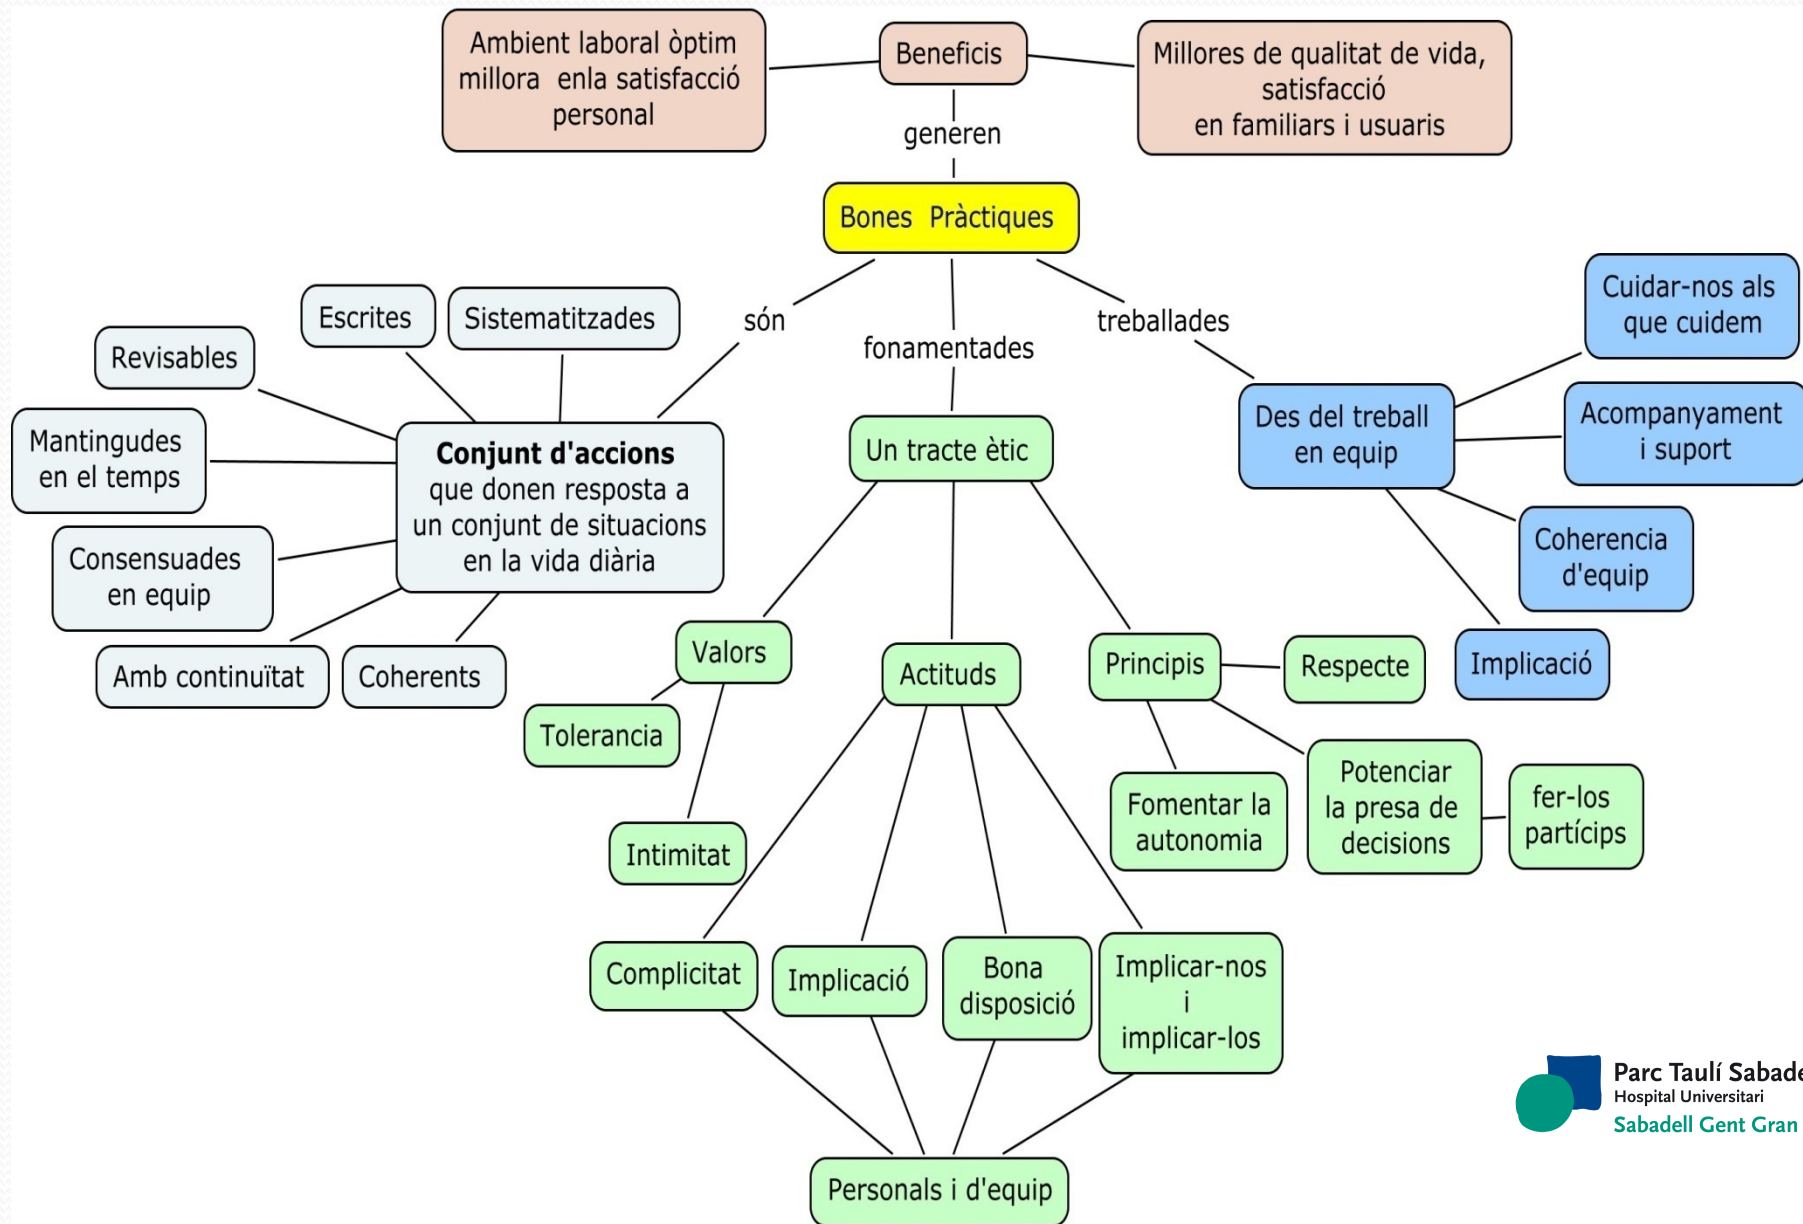 Ambient laboral òptim
millora enla satisfacció
personal
Beneficis
Millores de qualitat de vida,
satisfacció
en familiars i usuaris
generen
Bones Pràctiques
són
fonamentades
treballades
Escrites
Sistematitzades
Revisables
Mantingudes
en el temps
Consensuades
en equip
Amb continuïtat
Coherents
Conjunt d'accions
que donen resposta a
un conjunt de situacions
en la vida diària
Un tracte ètic
Des del treball
en equip
Cuidar-nos als
que cuidem
Acompanyament
i suport
Coherencia
d'equip
Implicació
Valors
Tolerancia
Intimitat
Actituds
Principis
Respecte
Fomentar la
autonomia
Potenciar
la presa de
decisions
fer-los
partícips
Complicitat
Implicació
Bona
disposició
Implicar-nos
i
implicar-los
Personals i d'equip
Parc Taulí Sabade
Hospital Universitari
Sabadell Gent Gran